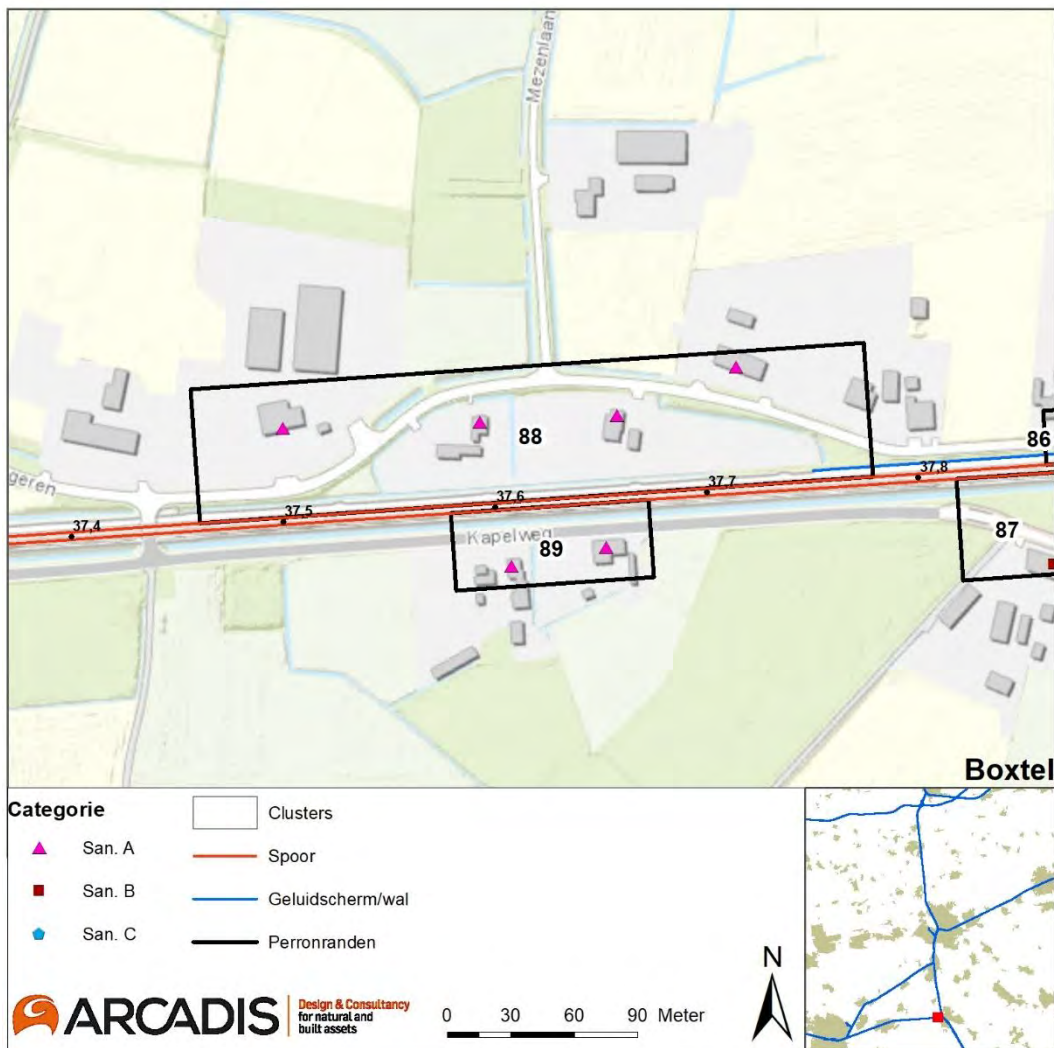 Mezenlaan
88
86
geren
37,4
37,5
37,6
37,7
37,8
Kapelweg
89
87
Boxtel
Categorie
San. A
San. B
San. C
Clusters
Spoor
Geluidscherm/wal
Perronranden
N
ARCADIS
Design & Consultancy
for natural and
built assets
0 30 60 90 Meter